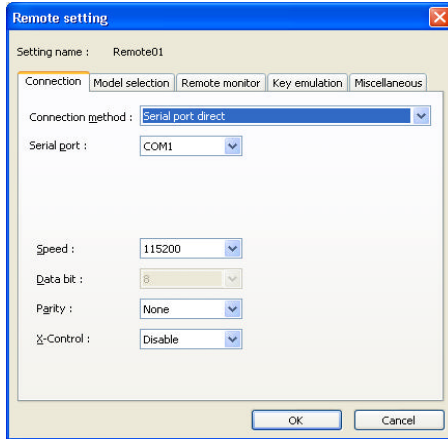 Remote setting
Setting name : Remote01
Connection Model selection Remote monitor Key emulation Miscellaneous
Connection method : Serial port direct
Serial port : COM1
Speed : 115200
Data bit : 8
Parity : None
X-Control : Disable
OK Cancel